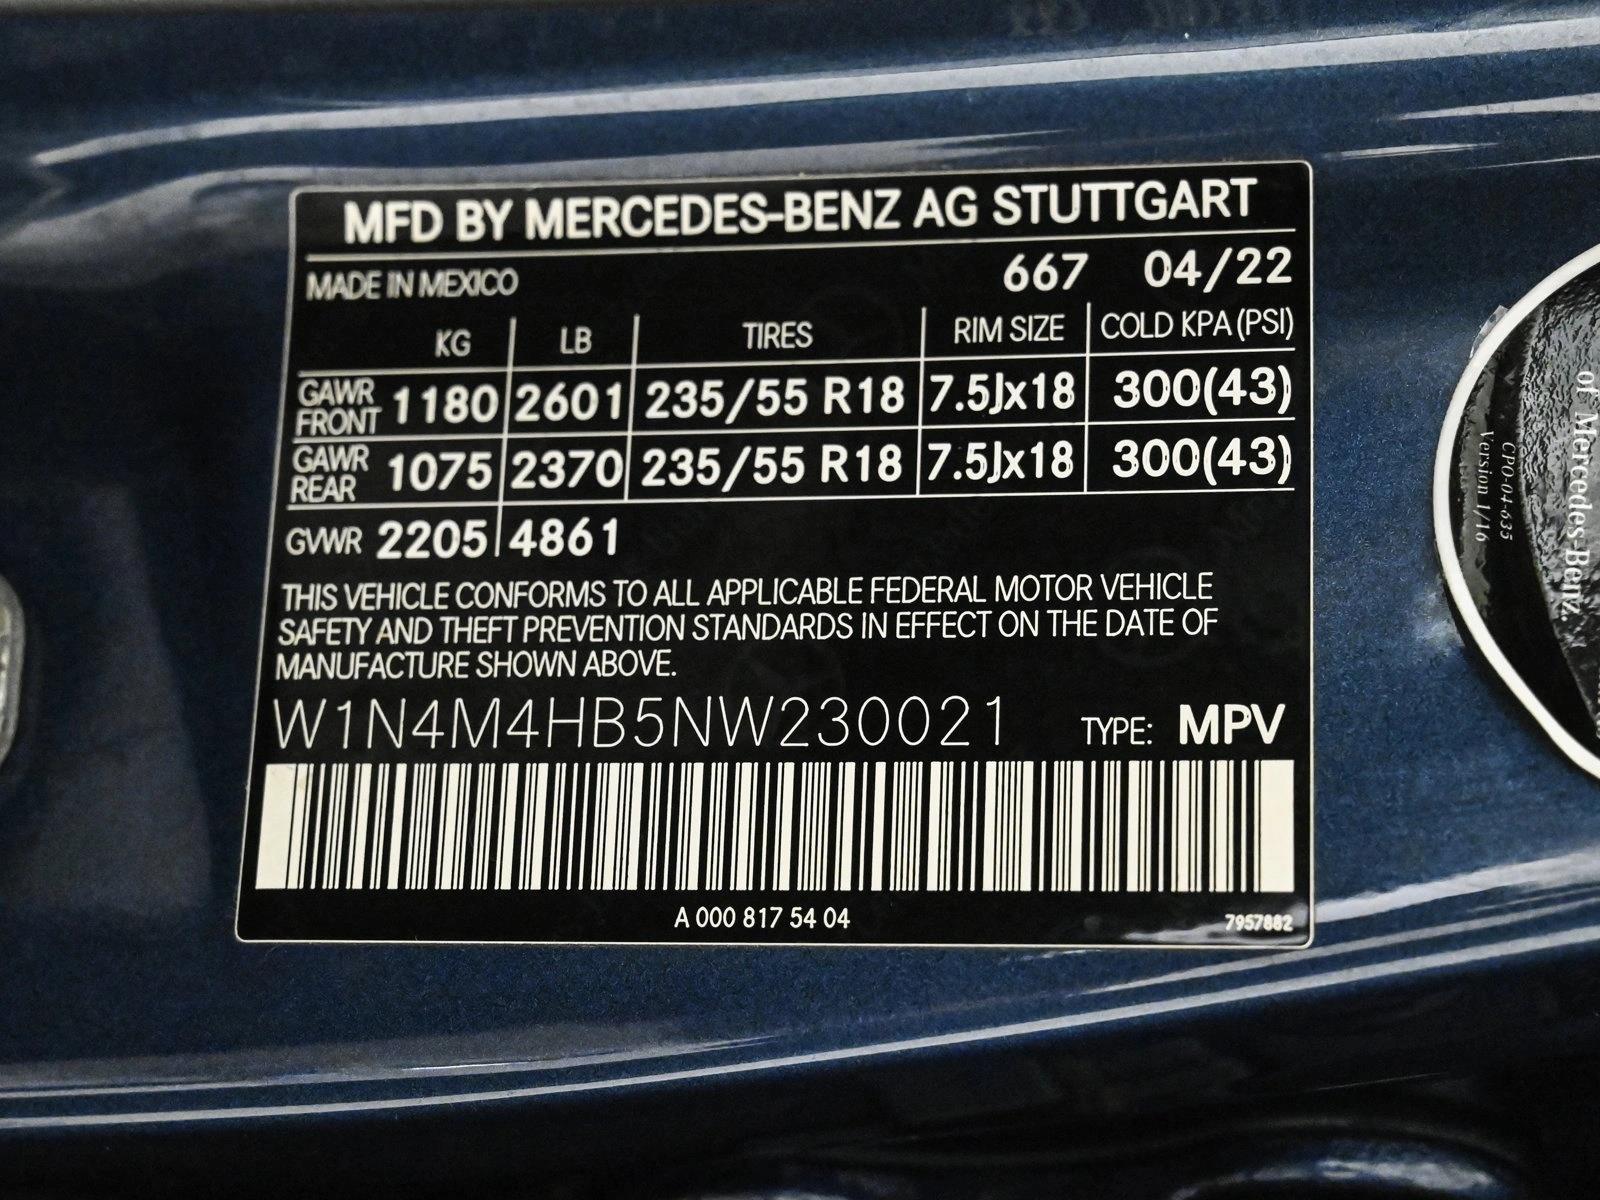 MFD BY MERCEDES-BENZ AG STUTTGART
MADE IN MEXICO 667 04/22
KG LB TIRES RIM SIZE COLD KPA (PSI)
GAWR FRONT 1180 2601 235/55 R18 7.5Jx18 300(43)
GAWR REAR 1075 2370 235/55 R18 7.5Jx18 300(43)
GVWR 2205 4861
THIS VEHICLE CONFORMS TO ALL APPLICABLE FEDERAL MOTOR VEHICLE
SAFETY AND THEFT PREVENTION STANDARDS IN EFFECT ON THE DATE OF
MANUFACTURE SHOWN ABOVE.
W1N4M4HB5NW230021 TYPE: MPV
A 000 817 54 04
7957882
of Mercedes-Benz.
CPO-04-635
Version 1/16